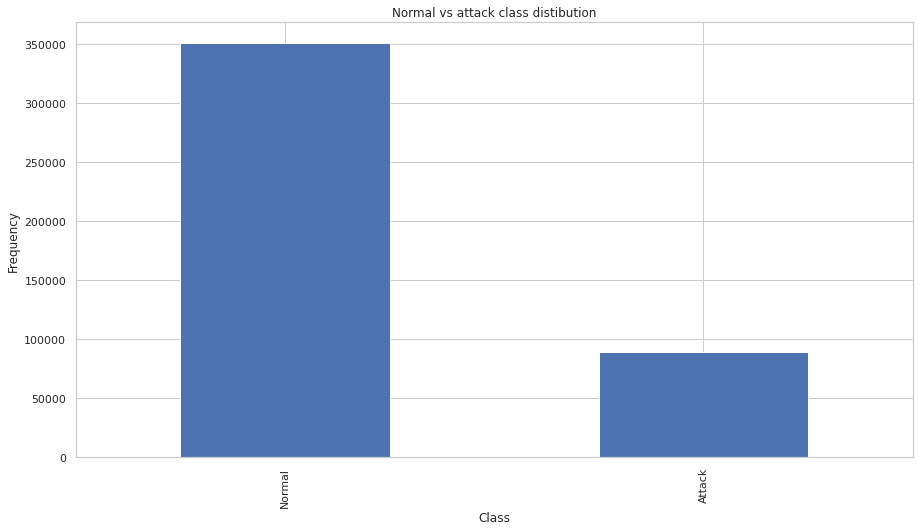 Normal vs attack class distibution
350000
300000
250000
200000
150000
100000
50000
0
Frequency
Normal
Attack
Class